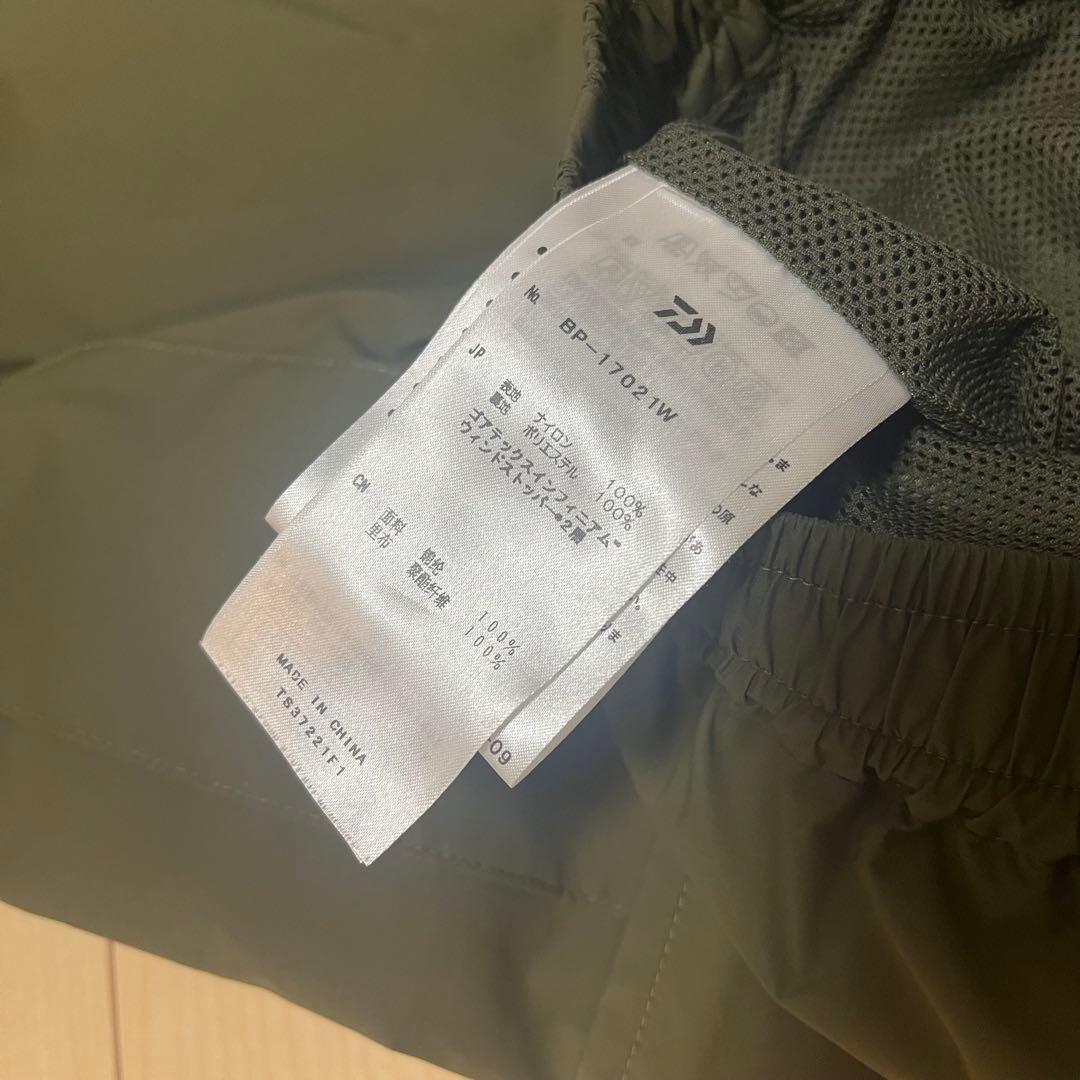 No. BP-17021W
JP
表地 ナイロン 100%
裏地 ポリエステル 100%
ゴアテックスインフィニアム™
ウィンドストッパー®2層
CN
面料 锦纶 100%
里布 聚酯纤维 100%
MADE IN CHINA
TS37221F1
-09